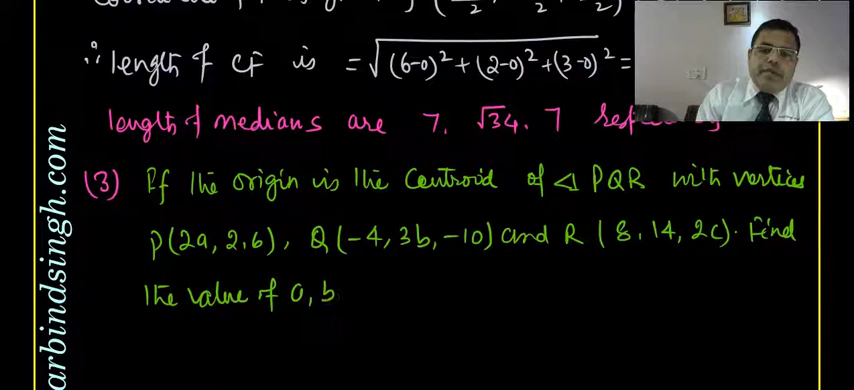 ∴ length of CF is = √(6-0)² + (2-0)² + (3-0)² =
length of medians are 7, √34, 7
(3) If the origin is the Centroid of △ PQR with vertices
P(2a, 2, 6), Q(-4, 3b, -10) and R (8, 14, 2c). Find
the value of a, b
arbindsingh.com